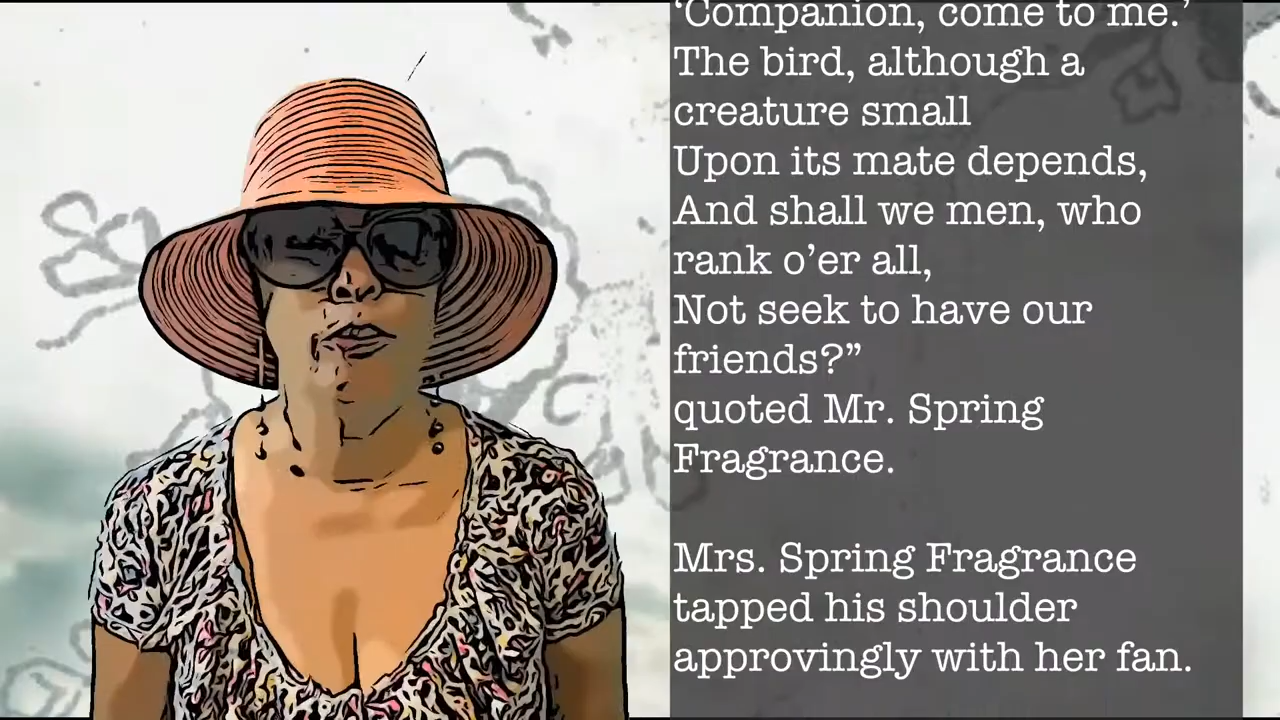 ‘Companion, come to me.’
The bird, although a
creature small
Upon its mate depends,
And shall we men, who
rank o’er all,
Not seek to have our
friends?”
quoted Mr. Spring
Fragrance.
Mrs. Spring Fragrance
tapped his shoulder
approvingly with her fan.